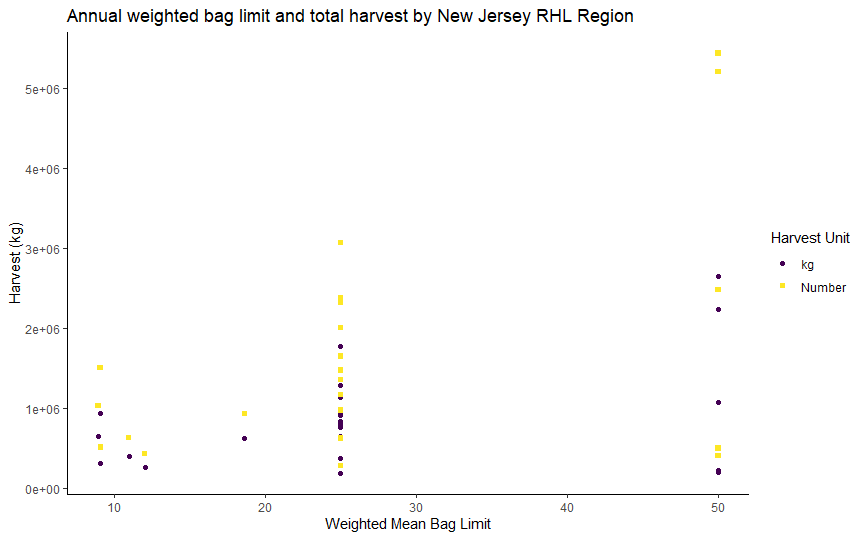 Annual weighted bag limit and total harvest by New Jersey RHL Region
Harvest (kg)
5e+06
4e+06
3e+06
2e+06
1e+06
0e+00
10 20 30 40 50
Weighted Mean Bag Limit
Harvest Unit
kg
Number